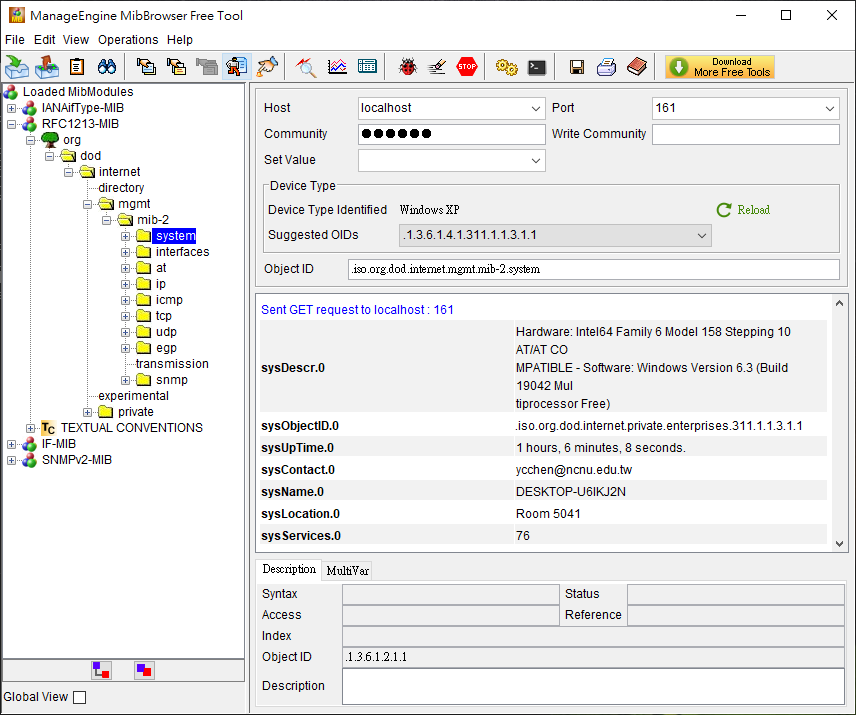 ManageEngine MibBrowser Free Tool
File Edit View Operations Help
STOP
Download
More Free Tools
Loaded MibModules
IANAifType-MIB
RFC1213-MIB
org
dod
internet
directory
mgmt
mib-2
system
interfaces
at
ip
icmp
tcp
udp
egp
transmission
snmp
experimental
private
Tc TEXTUAL CONVENTIONS
IF-MIB
SNMPv2-MIB
Global View
Host localhost Port 161
Community ●●●●●● Write Community
Set Value
Device Type
Device Type Identified Windows XP Reload
Suggested OIDs .1.3.6.1.4.1.311.1.1.3.1.1
Object ID .iso.org.dod.internet.mgmt.mib-2.system
Sent GET request to localhost : 161
sysDescr.0 Hardware: Intel64 Family 6 Model 158 Stepping 10
AT/AT CO
MPATIBLE - Software: Windows Version 6.3 (Build
19042 Mul
tiprocessor Free)
sysObjectID.0 .iso.org.dod.internet.private.enterprises.311.1.1.3.1.1
sysUpTime.0 1 hours, 6 minutes, 8 seconds.
sysContact.0 ycchen@ncnu.edu.tw
sysName.0 DESKTOP-U6IKJ2N
sysLocation.0 Room 5041
sysServices.0 76
Description MultiVar
Syntax Status
Access Reference
Index
Object ID .1.3.6.1.2.1.1
Description